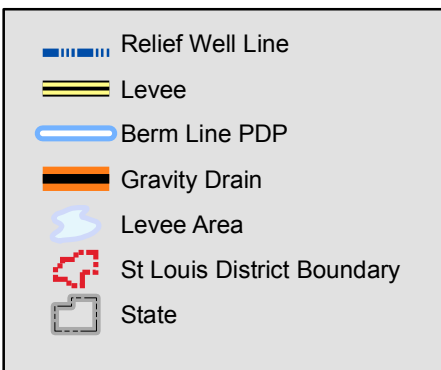 Relief Well Line
Levee
Berm Line PDP
Gravity Drain
Levee Area
St Louis District Boundary
State